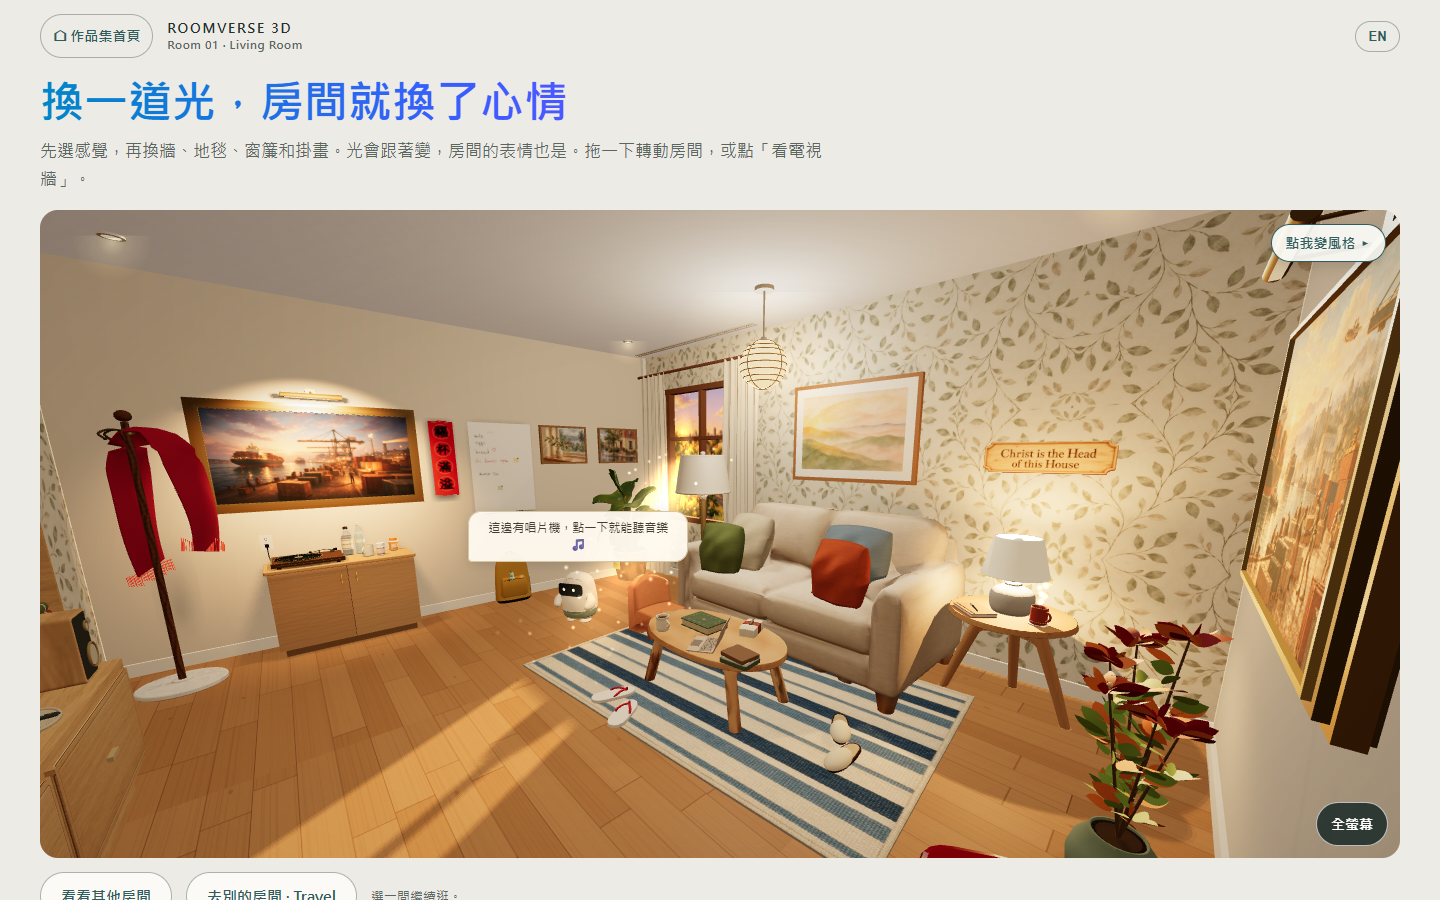 作品集首頁
ROOMVERSE 3D
Room 01 · Living Room
EN
換一道光，房間就換了心情
先選感覺，再換牆、地毯、窗簾和掛畫。光會跟著變，房間的表情也是。拖一下轉動房間，或點「看電視
牆」。
點我變風格 ▸
Christ is the Head
of this House
這邊有唱片機，點一下就能聽音樂
🎵
全螢幕
看看其他房間
去別的房間 · Travel
選一間繼續逛。